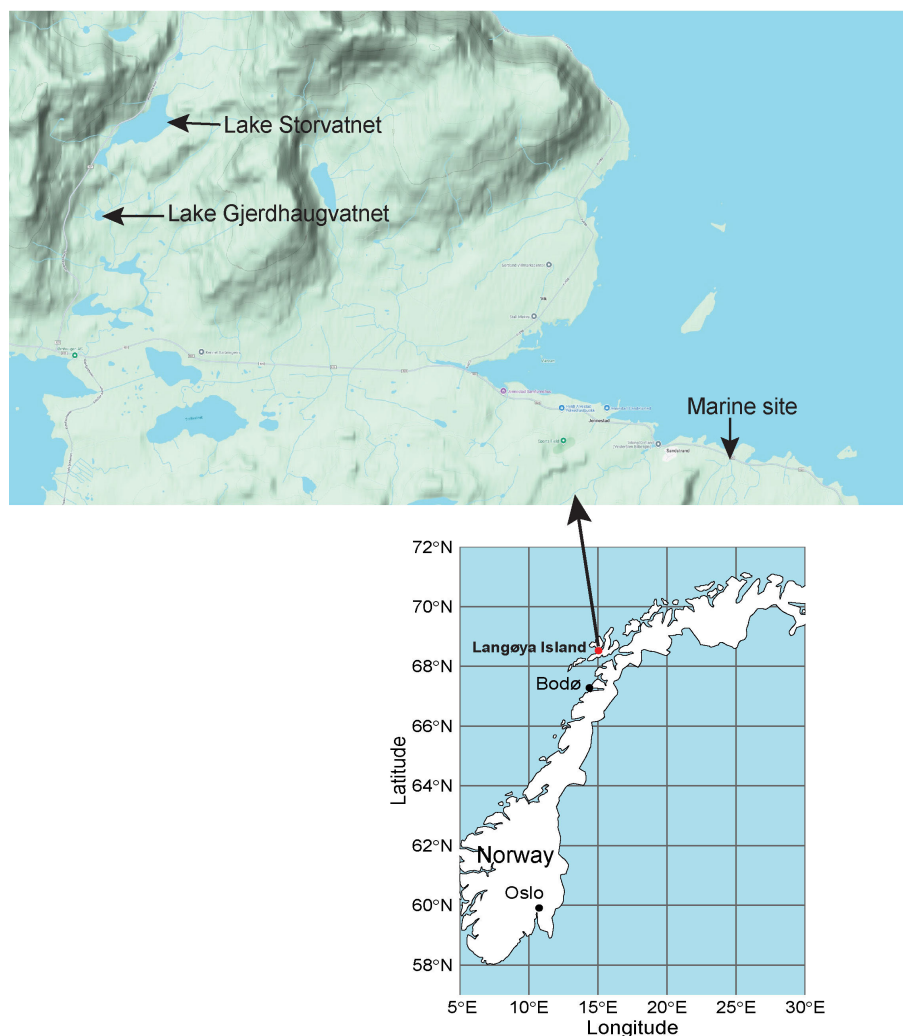 Lake Storvatnet
Lake Gjerdhaugvatnet
Marine site
Sandstrand
72°N
70°N
68°N
66°N
64°N
62°N
60°N
58°N
Latitude
Langøya Island
Bodø
Norway
Oslo
5°E
10°E
15°E
20°E
25°E
30°E
Longitude